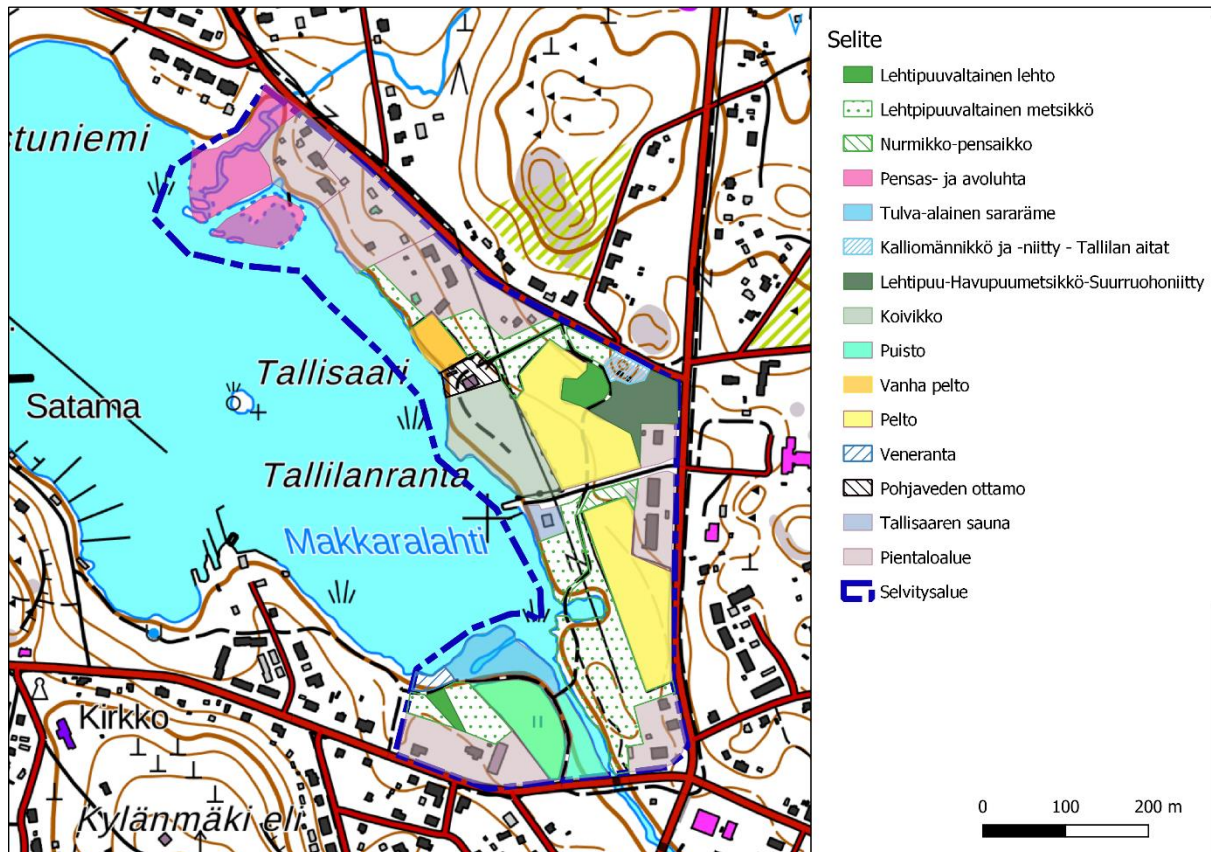 stuniemi
Tallisaari
Satama
Tallilanranta
Makkaralahti
Kirkko
Kylänmäki eli
Selite
Lehtipuuvaltainen lehto
Lehtpipuuvaltainen metsikkö
Nurmikko-pensaikko
Pensas- ja avoluhta
Tulva-alainen sararäme
Kalliomännikkö ja -niitty - Tallilan aitat
Lehtipuu-Havupuumetsikkö-Suurruohoniitty
Koivikko
Puisto
Vanha pelto
Pelto
Veneranta
Pohjaveden ottamo
Tallisaaren sauna
Pientaloalue
Selvitysalue
0 100 200 m